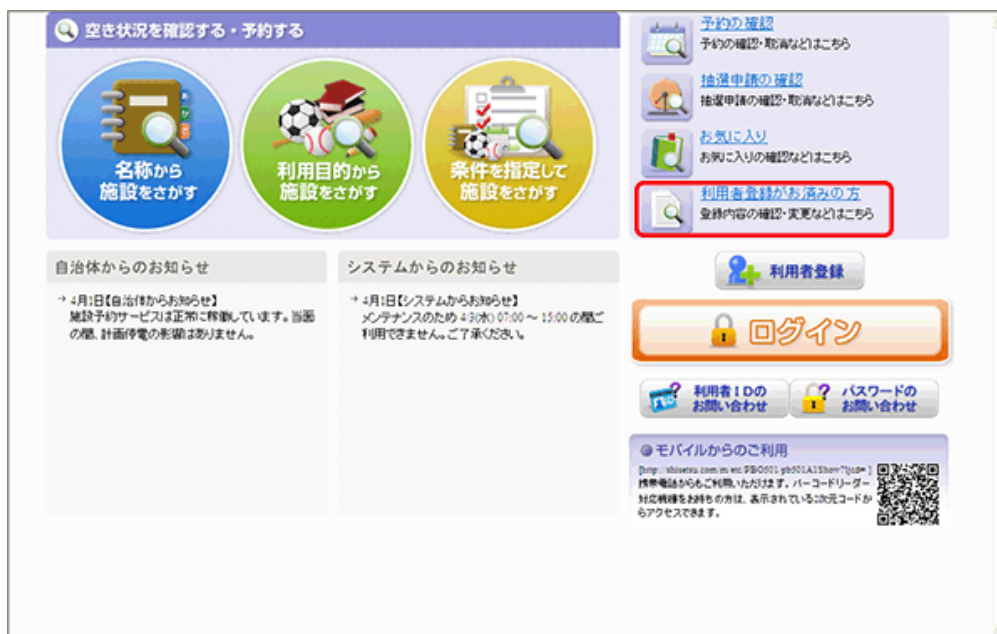 空き状況を確認する・予約する
名称から
施設をさがす
利用目的から
施設をさがす
条件を指定して
施設をさがす
予約の確認
予約の確認・取消などはこちら
抽選申請の確認
抽選申請の確認・取消などはこちら
お気に入り
お気に入りの確認などはこちら
利用者登録がお済みの方
登録内容の確認・変更などはこちら
自治体からのお知らせ
4月1日【自治体からお知らせ】
施設予約サービスは正常に稼働しています。当面
の間、計画停電の影響はありません。
システムからのお知らせ
4月1日【システムからお知らせ】
メンテナンスのため 4/3(水) 07:00 ～ 15:00 の間ご
利用できません。ご了承ください。
利用者登録
ログイン
利用者IDの
お問い合わせ
パスワードの
お問い合わせ
モバイルからのご利用
携帯電話からもご利用いただけます。バーコードリーダー
対応機種をお持ちの方は、表示されている2次元コードか
らアクセスできます。